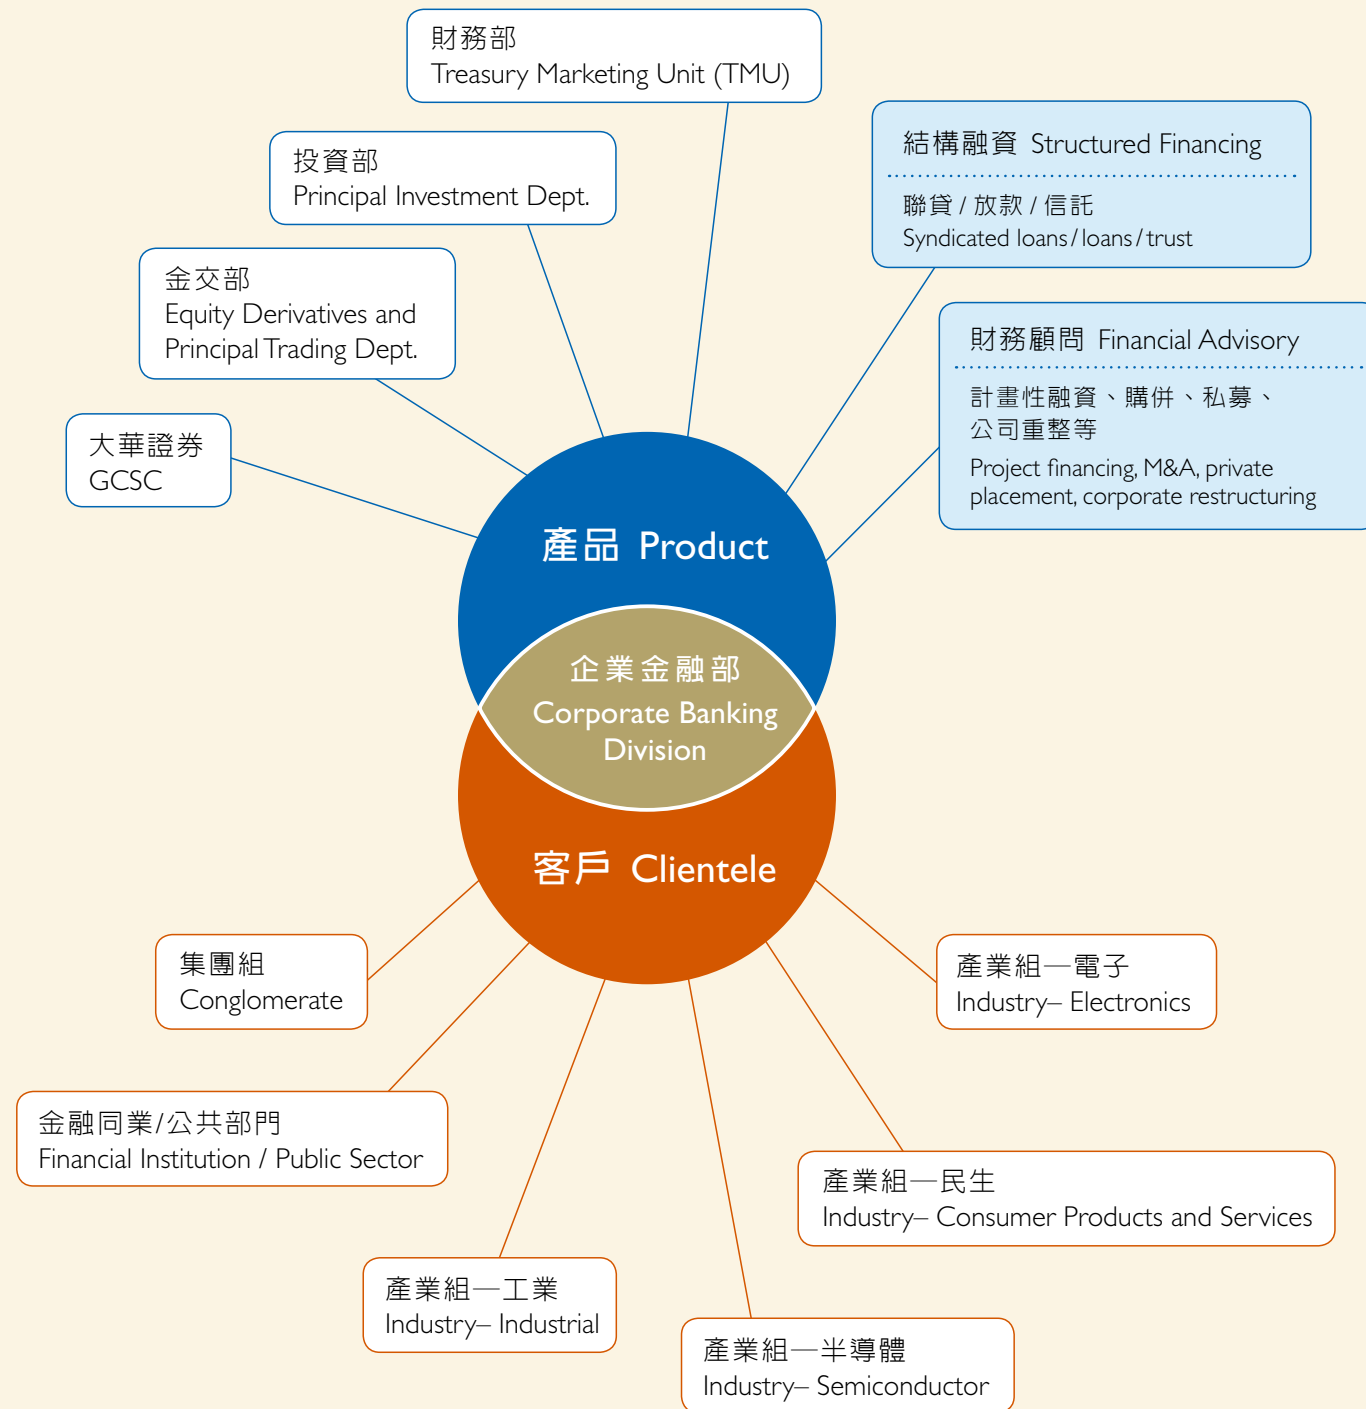 財務部
Treasury Marketing Unit (TMU)
投資部
Principal Investment Dept.
金交部
Equity Derivatives and
Principal Trading Dept.
大華證券
GCSC
結構融資 Structured Financing
聯貸 / 放款 / 信託
Syndicated loans/loans/trust
財務顧問 Financial Advisory
計畫性融資、購併、私募、
公司重整等
Project financing, M&A, private
placement, corporate restructuring
產品 Product
企業金融部
Corporate Banking
Division
客戶 Clientele
集團組
Conglomerate
金融同業/公共部門
Financial Institution / Public Sector
產業組—工業
Industry– Industrial
產業組—半導體
Industry– Semiconductor
產業組—民生
Industry– Consumer Products and Services
產業組—電子
Industry– Electronics